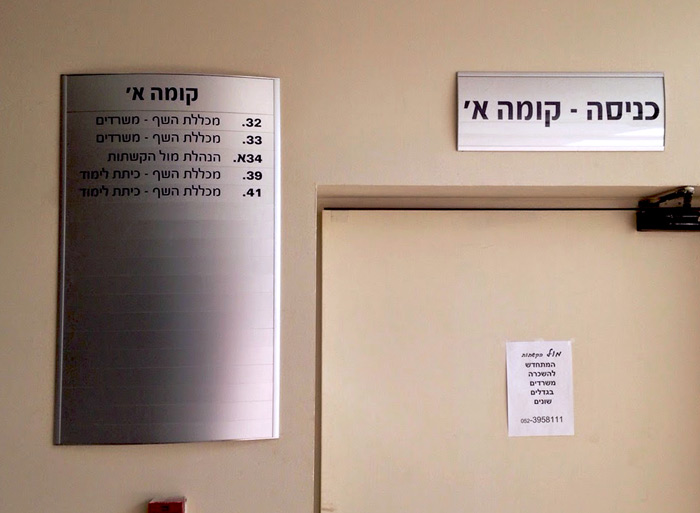 קומה א׳
32. מכללת השף - משרדים
33. מכללת השף - משרדים
34א. הנהלת מול הקשתות
39. מכללת השף - כיתת לימוד
41. מכללת השף - כיתת לימוד
כניסה - קומה א׳
מול הקשתות
המתחדש
להשכרה
משרדים
בגדלים
שונים
052-3958111